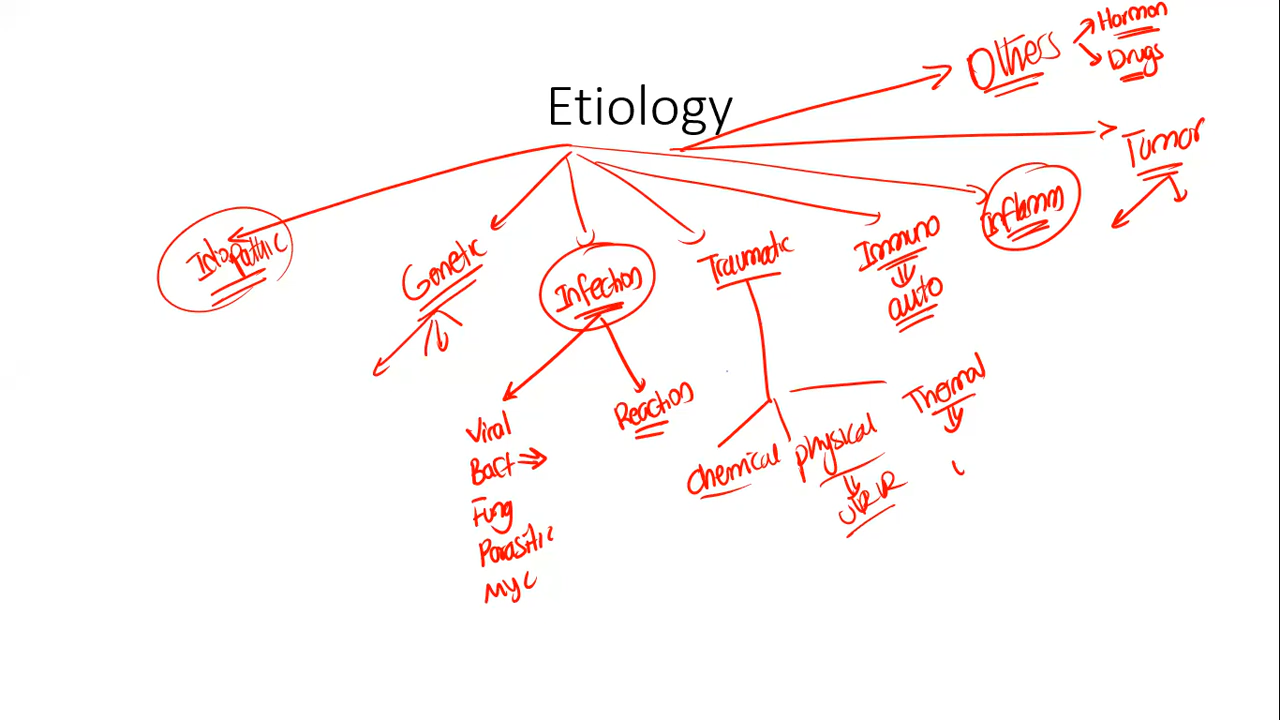 Hormon
Others
Drugs
Etiology
Tumor
Inflamm
Idiopathic
Genetic
Infection
Traumatic
Immuno
auto
Viral
Bact
Fung
Parasitic
Myc
Reaction
chemical
physical
Thermal